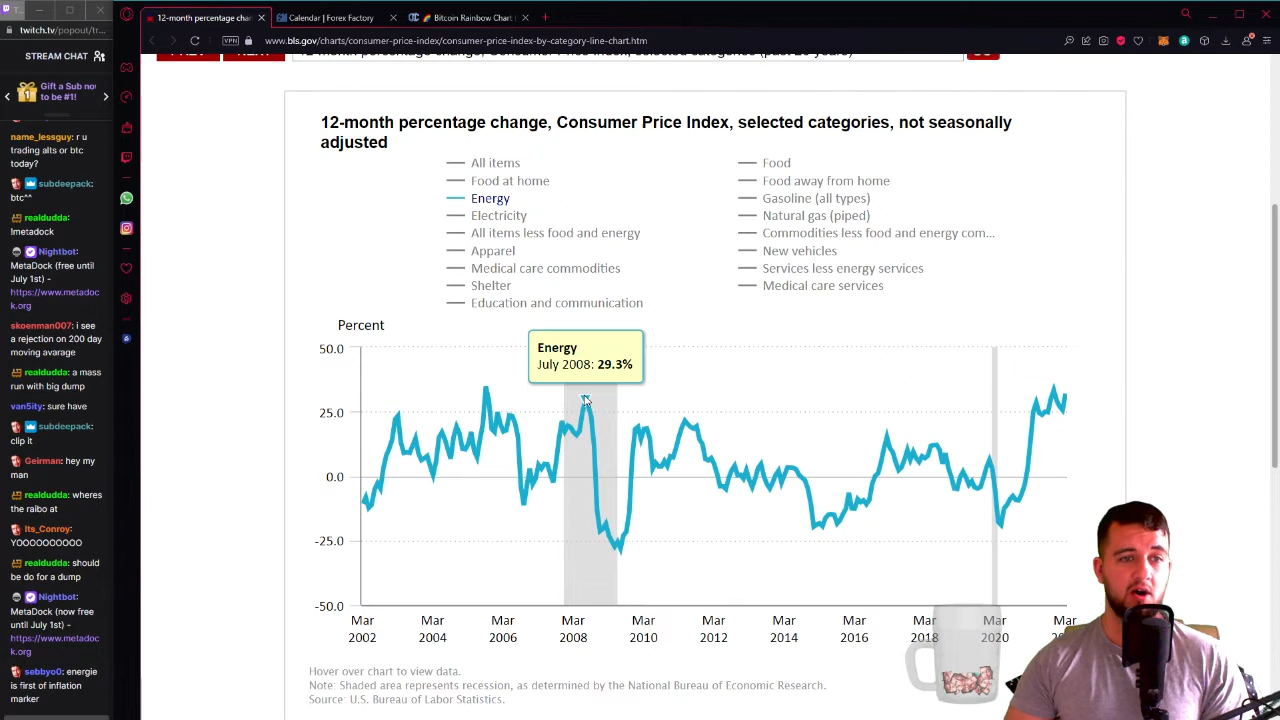 12-month percentage chan
Calendar | Forex Factory
Bitcoin Rainbow Chart
twitch.tv/popout/tr...
VPN
www.bls.gov/charts/consumer-price-index/consumer-price-index-by-category-line-chart.htm
STREAM CHAT
Gift a Sub now
to be #1!
name_lessguy: r u
trading alts or btc
today?
subdeepack:
btc^^
realdudda:
!metadock
Nightbot:
MetaDock (free until
July 1st) -
https://www.metadoc
k.org
skoenman007: i see
a rejection on 200 day
moving avarage
realdudda: a mass
run with big dump
van5ity: sure have
subdeepack:
clip it
Geirman: hey my
man
realdudda: wheres
the raibo at
Its_Conroy:
YOOOOOOOOO
realdudda: should
be do for a dump
Nightbot:
MetaDock (now free
until July 1st) -
https://www.metadoc
k.org
sebby0: energie
is first of inflation
marker
12-month percentage change, Consumer Price Index, selected categories, not seasonally
adjusted
All items
Food
Food at home
Food away from home
Energy
Gasoline (all types)
Electricity
Natural gas (piped)
All items less food and energy
Commodities less food and energy com...
Apparel
New vehicles
Medical care commodities
Services less energy services
Shelter
Medical care services
Education and communication
Percent
Energy
July 2008: 29.3%
50.0
25.0
0.0
-25.0
-50.0
Mar Mar Mar Mar Mar Mar Mar Mar Mar Mar Mar
2002 2004 2006 2008 2010 2012 2014 2016 2018 2020
Hover over chart to view data.
Note: Shaded area represents recession, as determined by the National Bureau of Economic Research.
Source: U.S. Bureau of Labor Statistics.